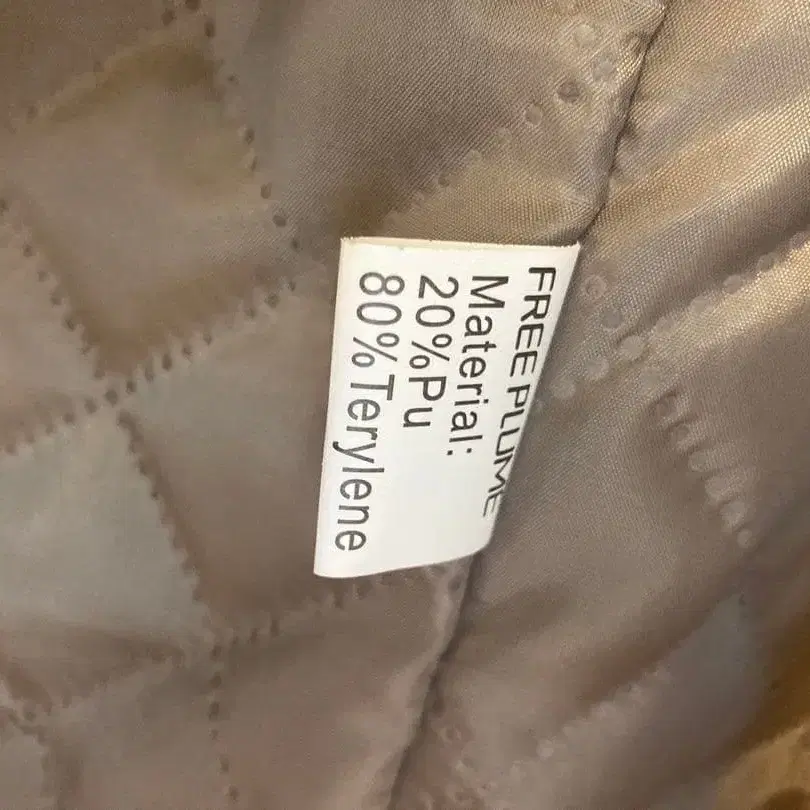 FREE PLUME
Material:
20%Pu
80%Terylene